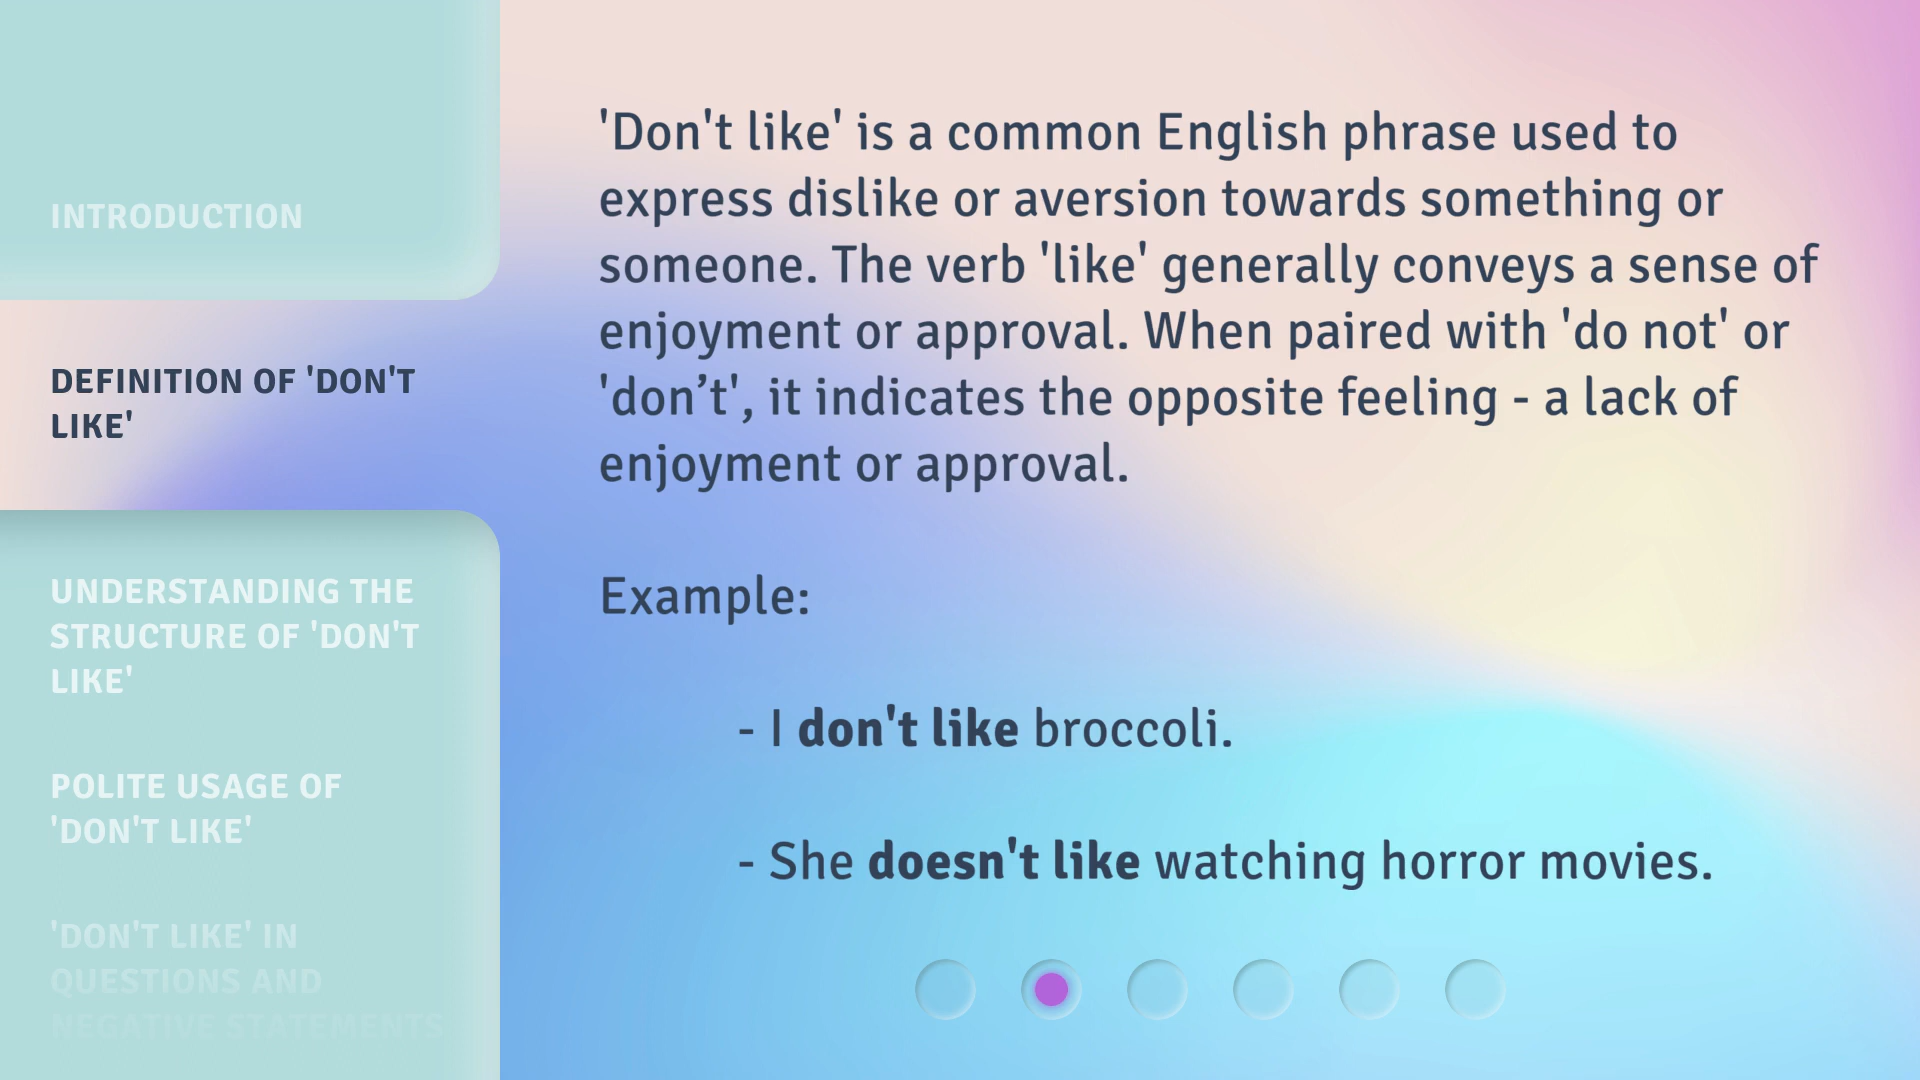 INTRODUCTION
DEFINITION OF 'DON'T
LIKE'
UNDERSTANDING THE
STRUCTURE OF 'DON'T
LIKE'
POLITE USAGE OF
'DON'T LIKE'
'DON'T LIKE' IN
QUESTIONS AND
NEGATIVE STATEMENTS
'Don't like' is a common English phrase used to
express dislike or aversion towards something or
someone. The verb 'like' generally conveys a sense of
enjoyment or approval. When paired with 'do not' or
'don’t', it indicates the opposite feeling - a lack of
enjoyment or approval.
Example:
- I don't like broccoli.
- She doesn't like watching horror movies.